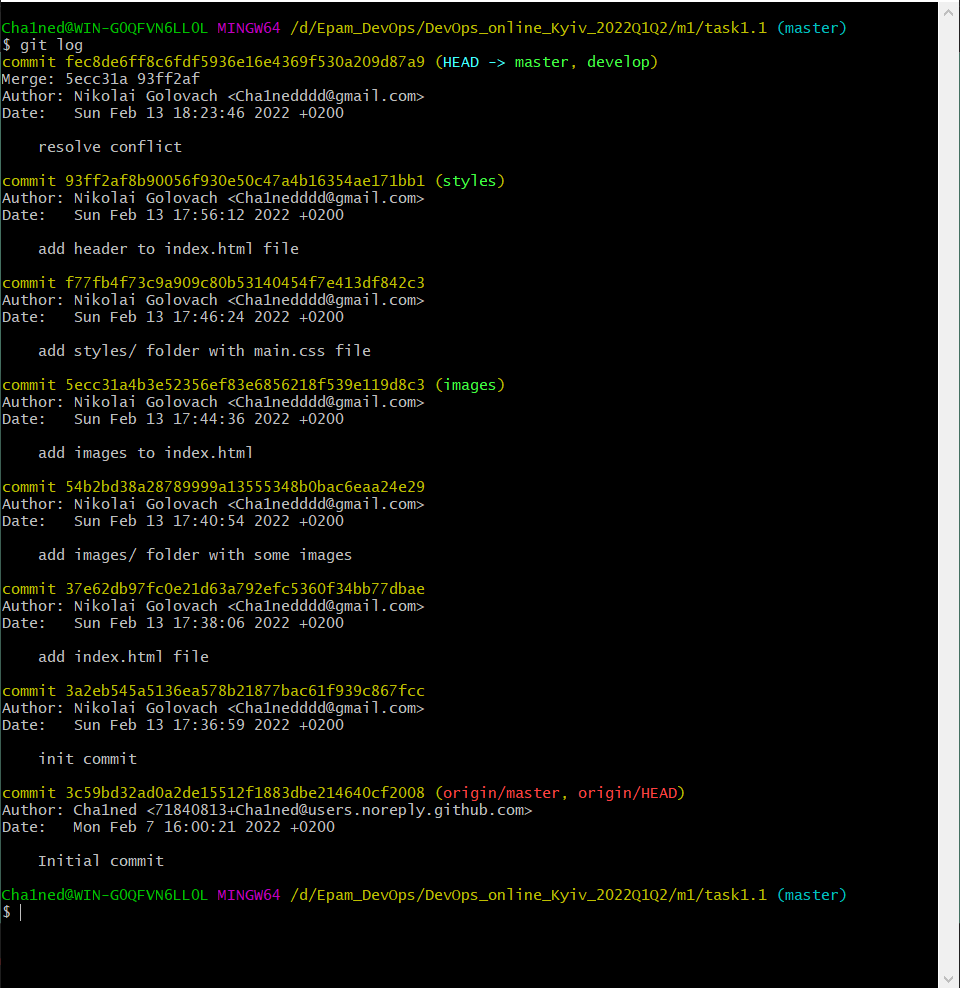 Cha1ned@WIN-G0QFVN6LL0L MINGW64 /d/Epam_DevOps/DevOps_online_Kyiv_2022Q1Q2/m1/task1.1 (master)
$ git log
commit fec8de6ff8c6fdf5936e16e4369f530a209d87a9 (HEAD -> master, develop)
Merge: 5ecc31a 93ff2af
Author: Nikolai Golovach <Cha1nedddd@gmail.com>
Date:   Sun Feb 13 18:23:46 2022 +0200
    resolve conflict
commit 93ff2af8b90056f930e50c47a4b16354ae171bb1 (styles)
Author: Nikolai Golovach <Cha1nedddd@gmail.com>
Date:   Sun Feb 13 17:56:12 2022 +0200
    add header to index.html file
commit f77fb4f73c9a909c80b53140454f7e413df842c3
Author: Nikolai Golovach <Cha1nedddd@gmail.com>
Date:   Sun Feb 13 17:46:24 2022 +0200
    add styles/ folder with main.css file
commit 5ecc31a4b3e52356ef83e6856218f539e119d8c3 (images)
Author: Nikolai Golovach <Cha1nedddd@gmail.com>
Date:   Sun Feb 13 17:44:36 2022 +0200
    add images to index.html
commit 54b2bd38a28789999a13555348b0bac6eaa24e29
Author: Nikolai Golovach <Cha1nedddd@gmail.com>
Date:   Sun Feb 13 17:40:54 2022 +0200
    add images/ folder with some images
commit 37e62db97fc0e21d63a792efc5360f34bb77dbae
Author: Nikolai Golovach <Cha1nedddd@gmail.com>
Date:   Sun Feb 13 17:38:06 2022 +0200
    add index.html file
commit 3a2eb545a5136ea578b21877bac61f939c867fcc
Author: Nikolai Golovach <Cha1nedddd@gmail.com>
Date:   Sun Feb 13 17:36:59 2022 +0200
    init commit
commit 3c59bd32ad0a2de15512f1883dbe214640cf2008 (origin/master, origin/HEAD)
Author: Cha1ned <71840813+Cha1ned@users.noreply.github.com>
Date:   Mon Feb 7 16:00:21 2022 +0200
    Initial commit
Cha1ned@WIN-G0QFVN6LL0L MINGW64 /d/Epam_DevOps/DevOps_online_Kyiv_2022Q1Q2/m1/task1.1 (master)
$